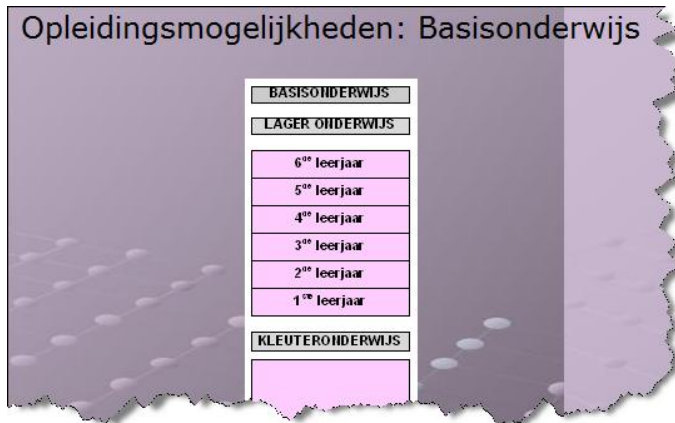 Opleidingsmogelijkheden: Basisonderwijs
BASISONDERWIJS
LAGER ONDERWIJS
6de leerjaar
5de leerjaar
4de leerjaar
3de leerjaar
2de leerjaar
1ste leerjaar
KLEUTERONDERWIJS